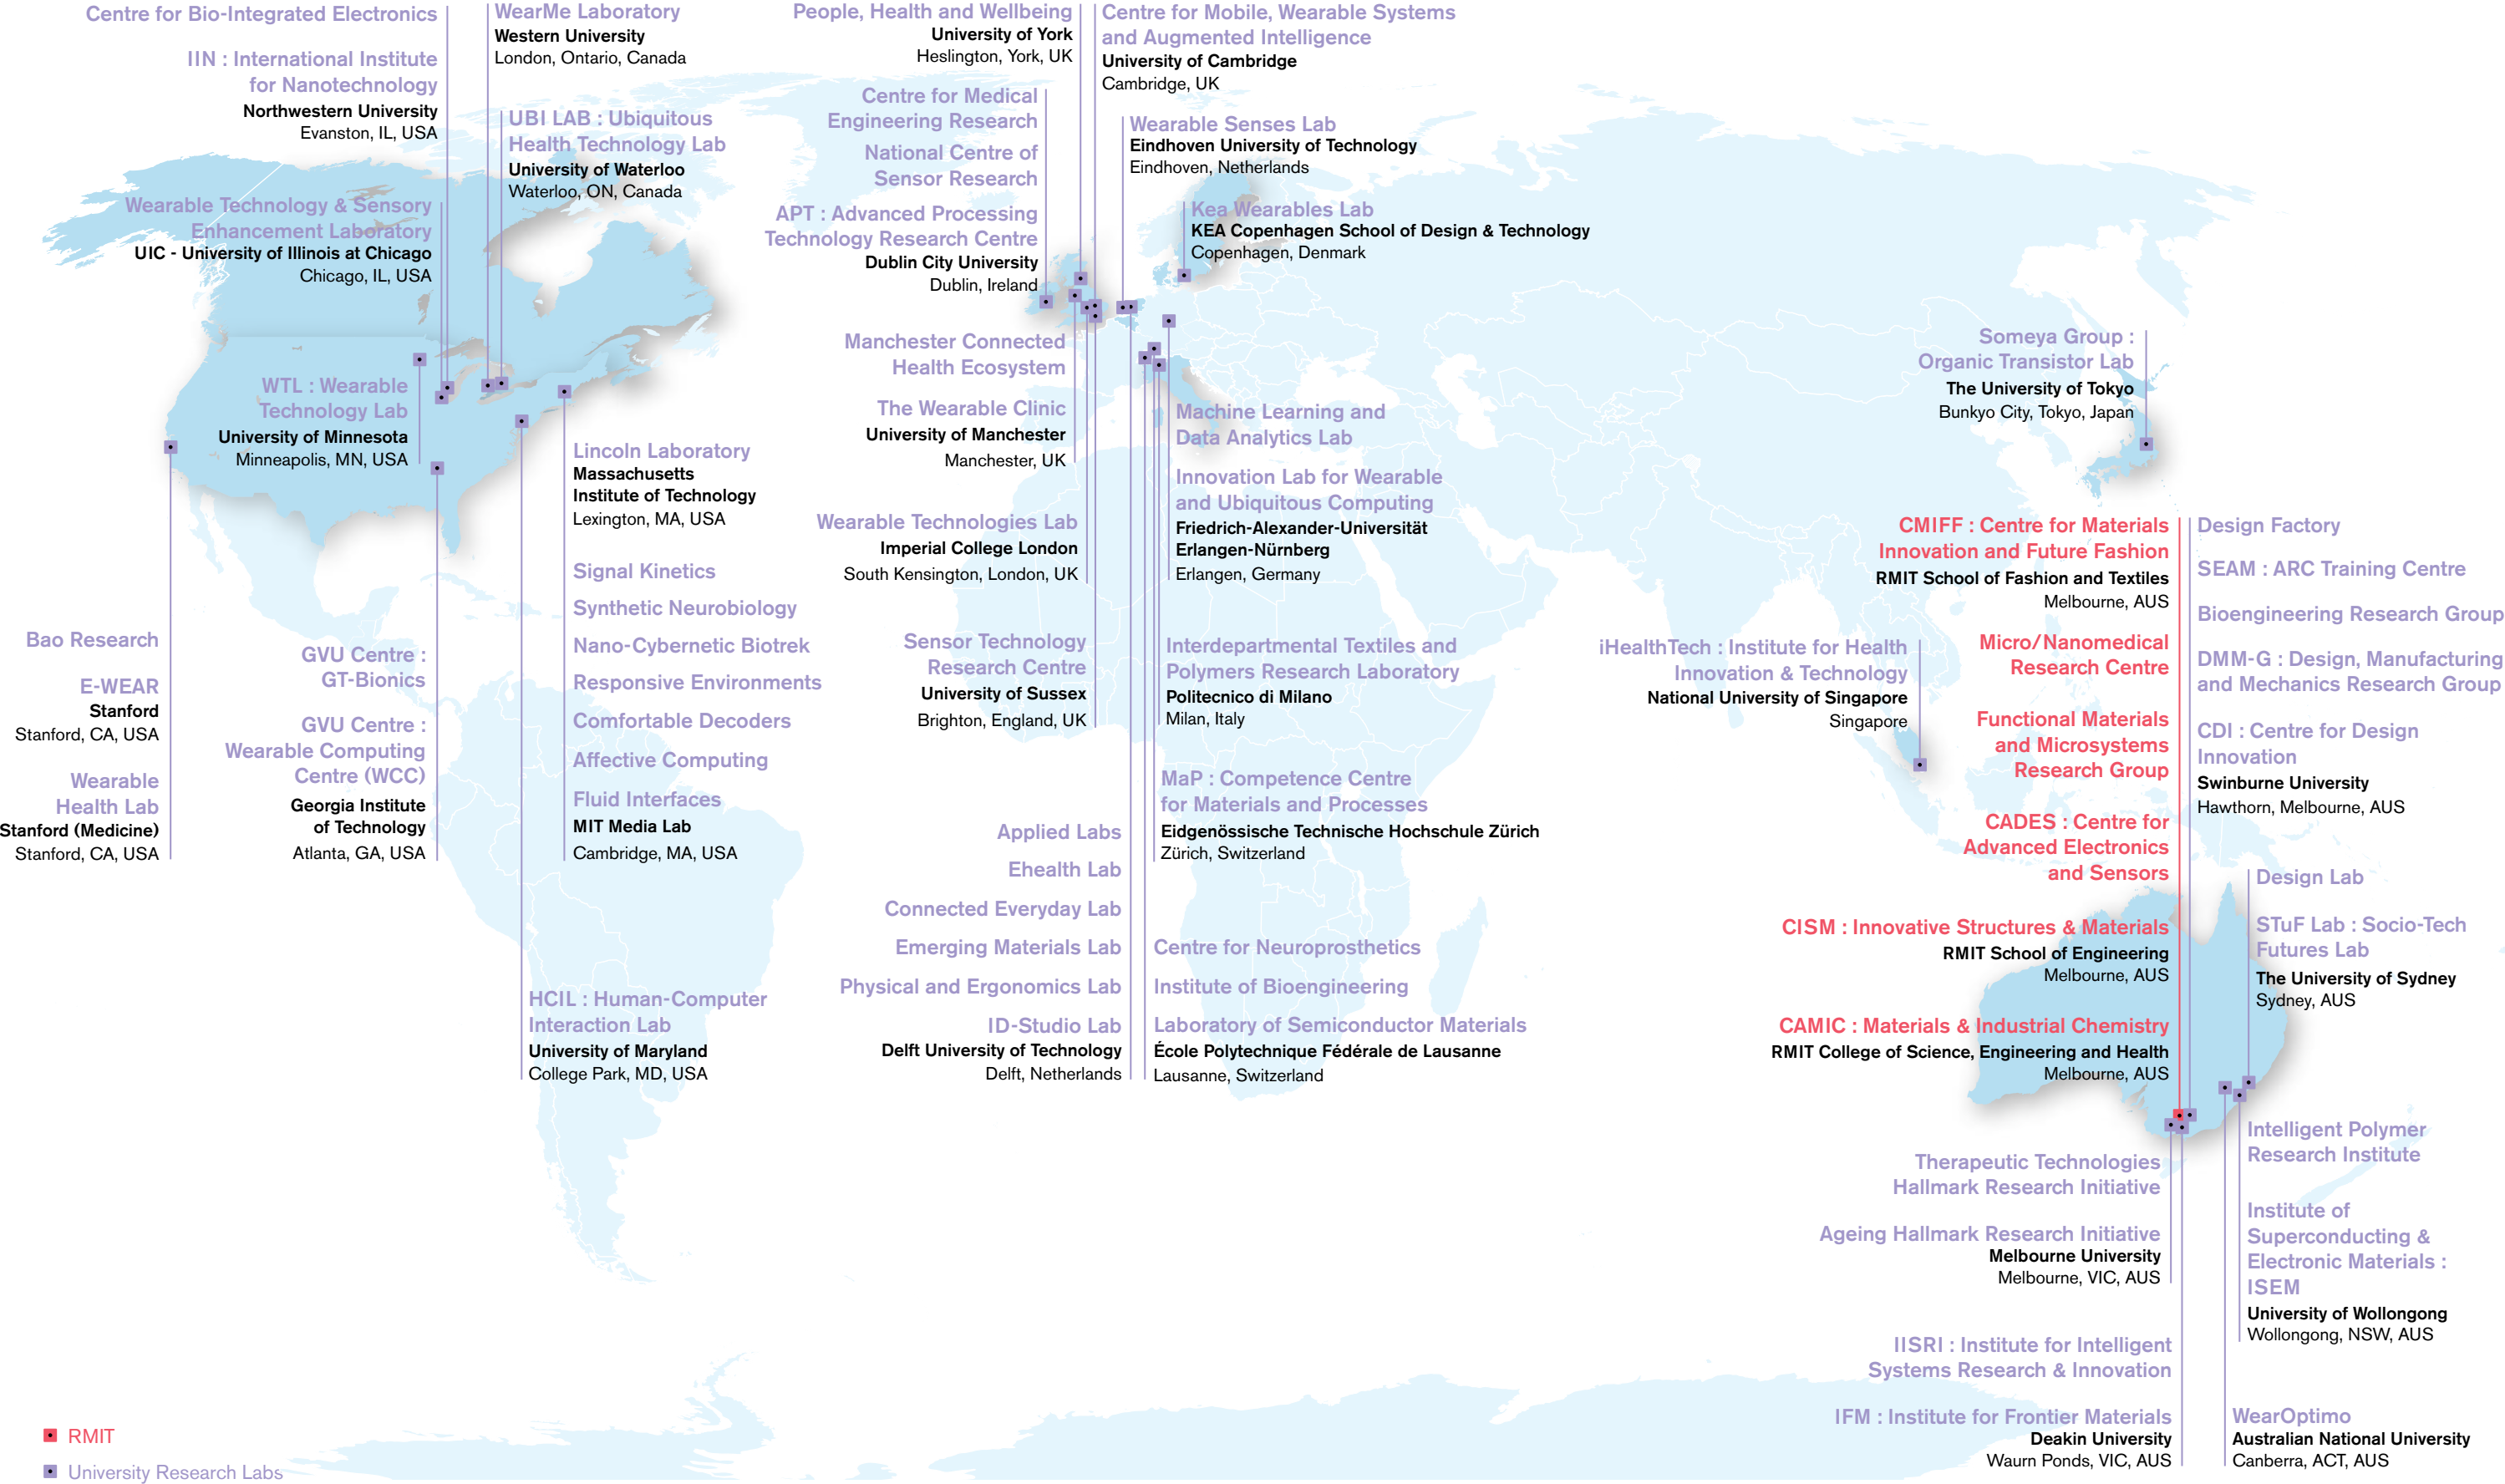 Centre for Bio-Integrated Electronics
IIN : International Institute
for Nanotechnology
Northwestern University
Evanston, IL, USA
WearMe Laboratory
Western University
London, Ontario, Canada
UBI LAB : Ubiquitous
Health Technology Lab
University of Waterloo
Waterloo, ON, Canada
Wearable Technology & Sensory
Enhancement Laboratory
UIC - University of Illinois at Chicago
Chicago, IL, USA
WTL : Wearable
Technology Lab
University of Minnesota
Minneapolis, MN, USA
Bao Research
E-WEAR
Stanford
Stanford, CA, USA
Wearable
Health Lab
Stanford (Medicine)
Stanford, CA, USA
GVU Centre :
GT-Bionics
GVU Centre :
Wearable Computing
Centre (WCC)
Georgia Institute
of Technology
Atlanta, GA, USA
Lincoln Laboratory
Massachusetts
Institute of Technology
Lexington, MA, USA
Signal Kinetics
Synthetic Neurobiology
Nano-Cybernetic Biotrek
Responsive Environments
Comfortable Decoders
Affective Computing
Fluid Interfaces
MIT Media Lab
Cambridge, MA, USA
HCIL : Human-Computer
Interaction Lab
University of Maryland
College Park, MD, USA
People, Health and Wellbeing
University of York
Heslington, York, UK
Centre for Mobile, Wearable Systems
and Augmented Intelligence
University of Cambridge
Cambridge, UK
Centre for Medical
Engineering Research
National Centre of
Sensor Research
APT : Advanced Processing
Technology Research Centre
Dublin City University
Dublin, Ireland
Wearable Senses Lab
Eindhoven University of Technology
Eindhoven, Netherlands
Kea Wearables Lab
KEA Copenhagen School of Design & Technology
Copenhagen, Denmark
Manchester Connected
Health Ecosystem
The Wearable Clinic
University of Manchester
Manchester, UK
Wearable Technologies Lab
Imperial College London
South Kensington, London, UK
Sensor Technology
Research Centre
University of Sussex
Brighton, England, UK
Machine Learning and
Data Analytics Lab
Innovation Lab for Wearable
and Ubiquitous Computing
Friedrich-Alexander-Universität
Erlangen-Nürnberg
Erlangen, Germany
Interdepartmental Textiles and
Polymers Research Laboratory
Politecnico di Milano
Milan, Italy
MaP : Competence Centre
for Materials and Processes
Eidgenössische Technische Hochschule Zürich
Zürich, Switzerland
Applied Labs
Ehealth Lab
Connected Everyday Lab
Emerging Materials Lab
Physical and Ergonomics Lab
ID-Studio Lab
Delft University of Technology
Delft, Netherlands
Centre for Neuroprosthetics
Institute of Bioengineering
Laboratory of Semiconductor Materials
École Polytechnique Fédérale de Lausanne
Lausanne, Switzerland
Someya Group :
Organic Transistor Lab
The University of Tokyo
Bunkyo City, Tokyo, Japan
iHealthTech : Institute for Health
Innovation & Technology
National University of Singapore
Singapore
CMIFF : Centre for Materials
Innovation and Future Fashion
RMIT School of Fashion and Textiles
Melbourne, AUS
Micro/Nanomedical
Research Centre
Functional Materials
and Microsystems
Research Group
CADES : Centre for
Advanced Electronics
and Sensors
CISM : Innovative Structures & Materials
RMIT School of Engineering
Melbourne, AUS
CAMIC : Materials & Industrial Chemistry
RMIT College of Science, Engineering and Health
Melbourne, AUS
Design Factory
SEAM : ARC Training Centre
Bioengineering Research Group
DMM-G : Design, Manufacturing
and Mechanics Research Group
CDI : Centre for Design
Innovation
Swinburne University
Hawthorn, Melbourne, AUS
Design Lab
STuF Lab : Socio-Tech
Futures Lab
The University of Sydney
Sydney, AUS
Therapeutic Technologies
Hallmark Research Initiative
Ageing Hallmark Research Initiative
Melbourne University
Melbourne, VIC, AUS
Intelligent Polymer
Research Institute
Institute of
Superconducting &
Electronic Materials :
ISEM
University of Wollongong
Wollongong, NSW, AUS
IISRI : Institute for Intelligent
Systems Research & Innovation
IFM : Institute for Frontier Materials
Deakin University
Waurn Ponds, VIC, AUS
WearOptimo
Australian National University
Canberra, ACT, AUS
RMIT
University Research Labs